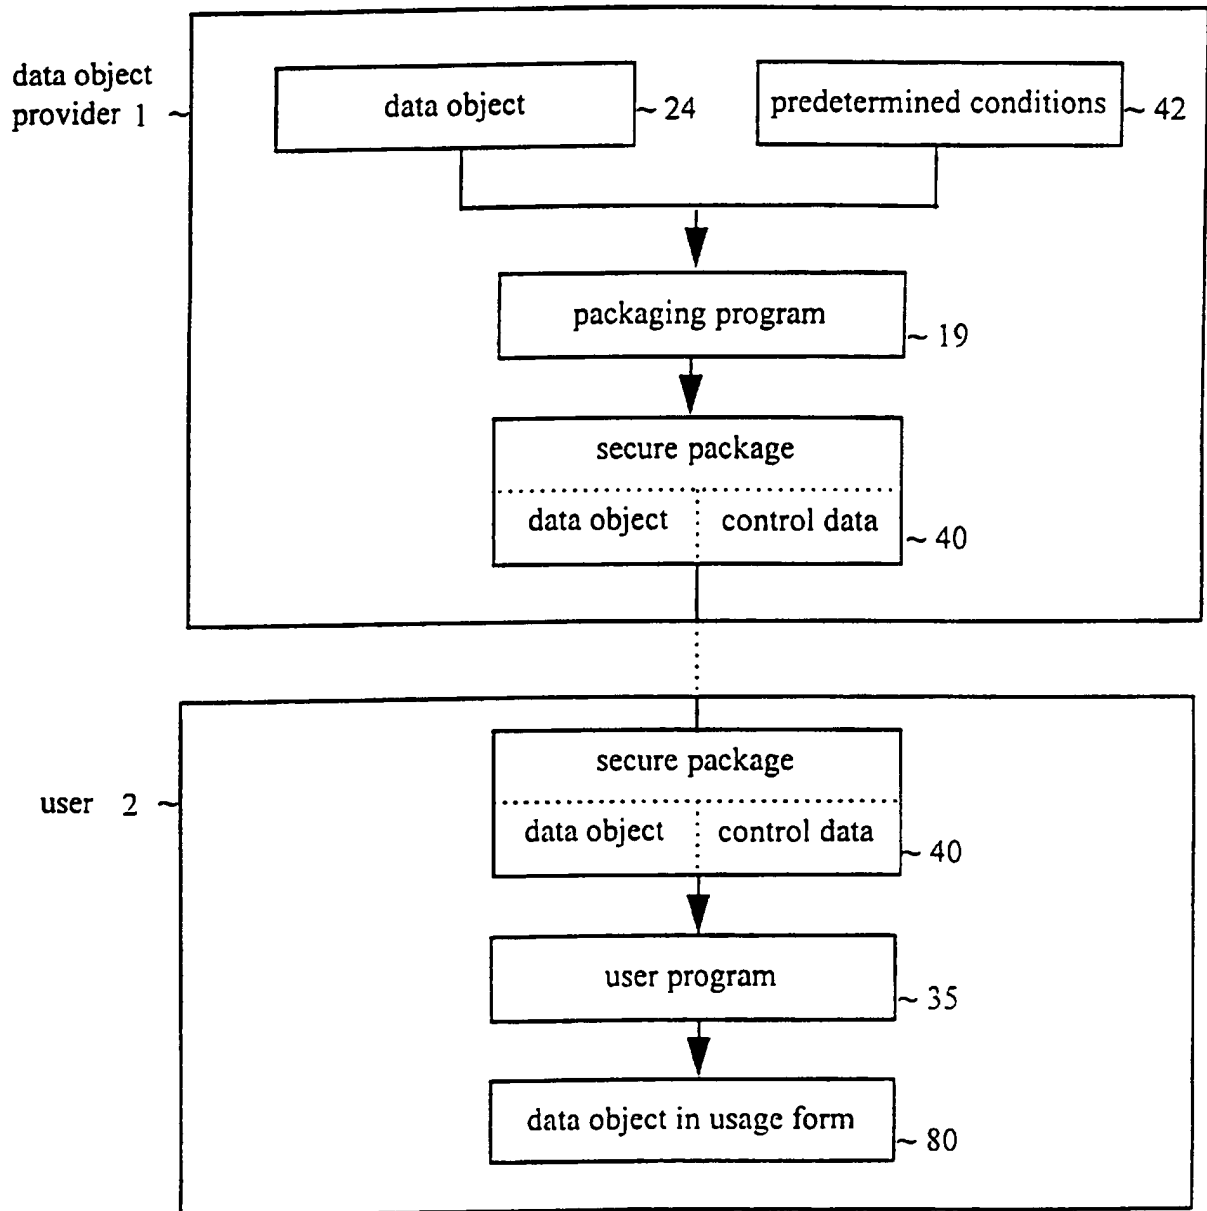 data object
provider 1 ~
data object ~ 24
predetermined conditions ~ 42
packaging program ~ 19
secure package
data object control data ~ 40
user 2 ~
secure package
data object control data ~ 40
user program ~ 35
data object in usage form ~ 80